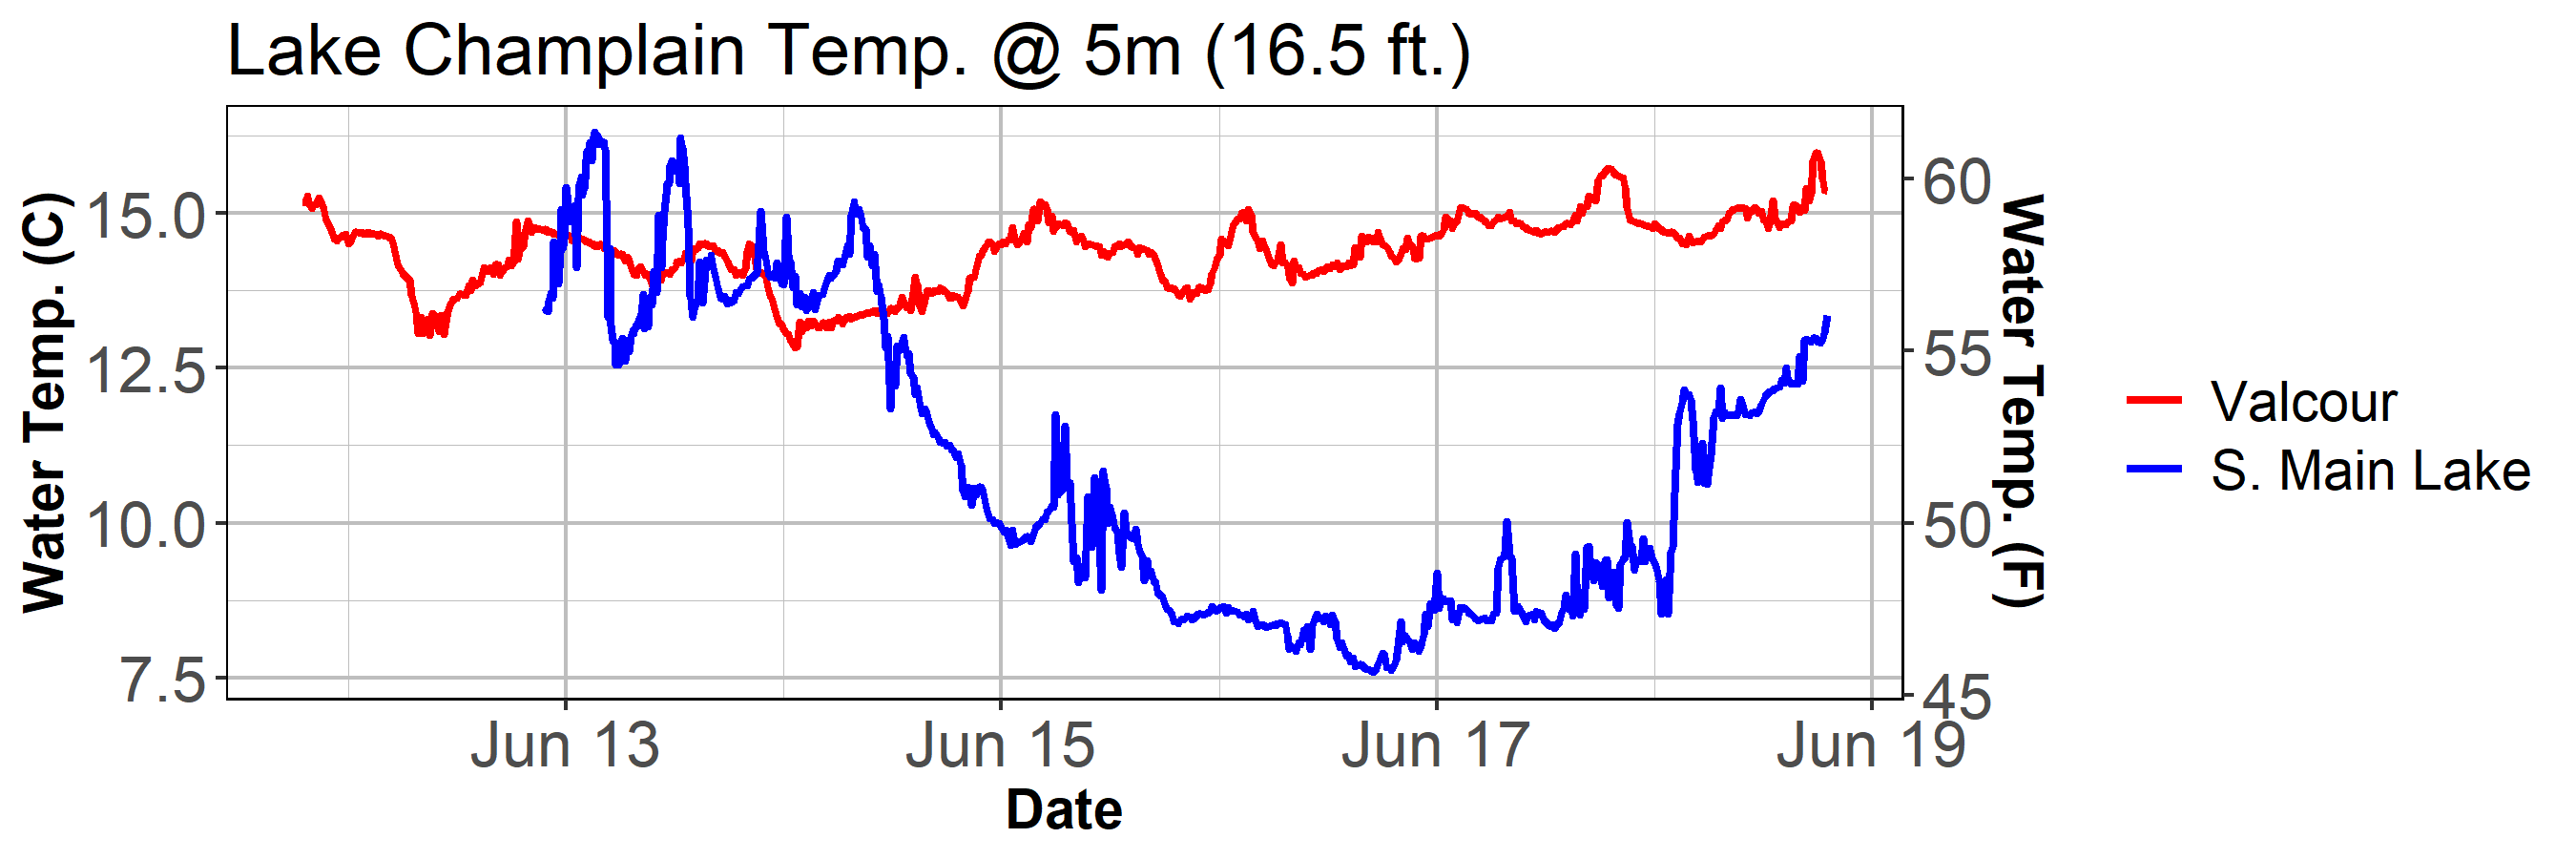 Lake Champlain Temp. @ 5m (16.5 ft.)
Water Temp. (C)
15.0
12.5
10.0
7.5
60
55
50
45
Water Temp. (F)
Jun 13 Jun 15 Jun 17 Jun 19
Date
Valcour
S. Main Lake